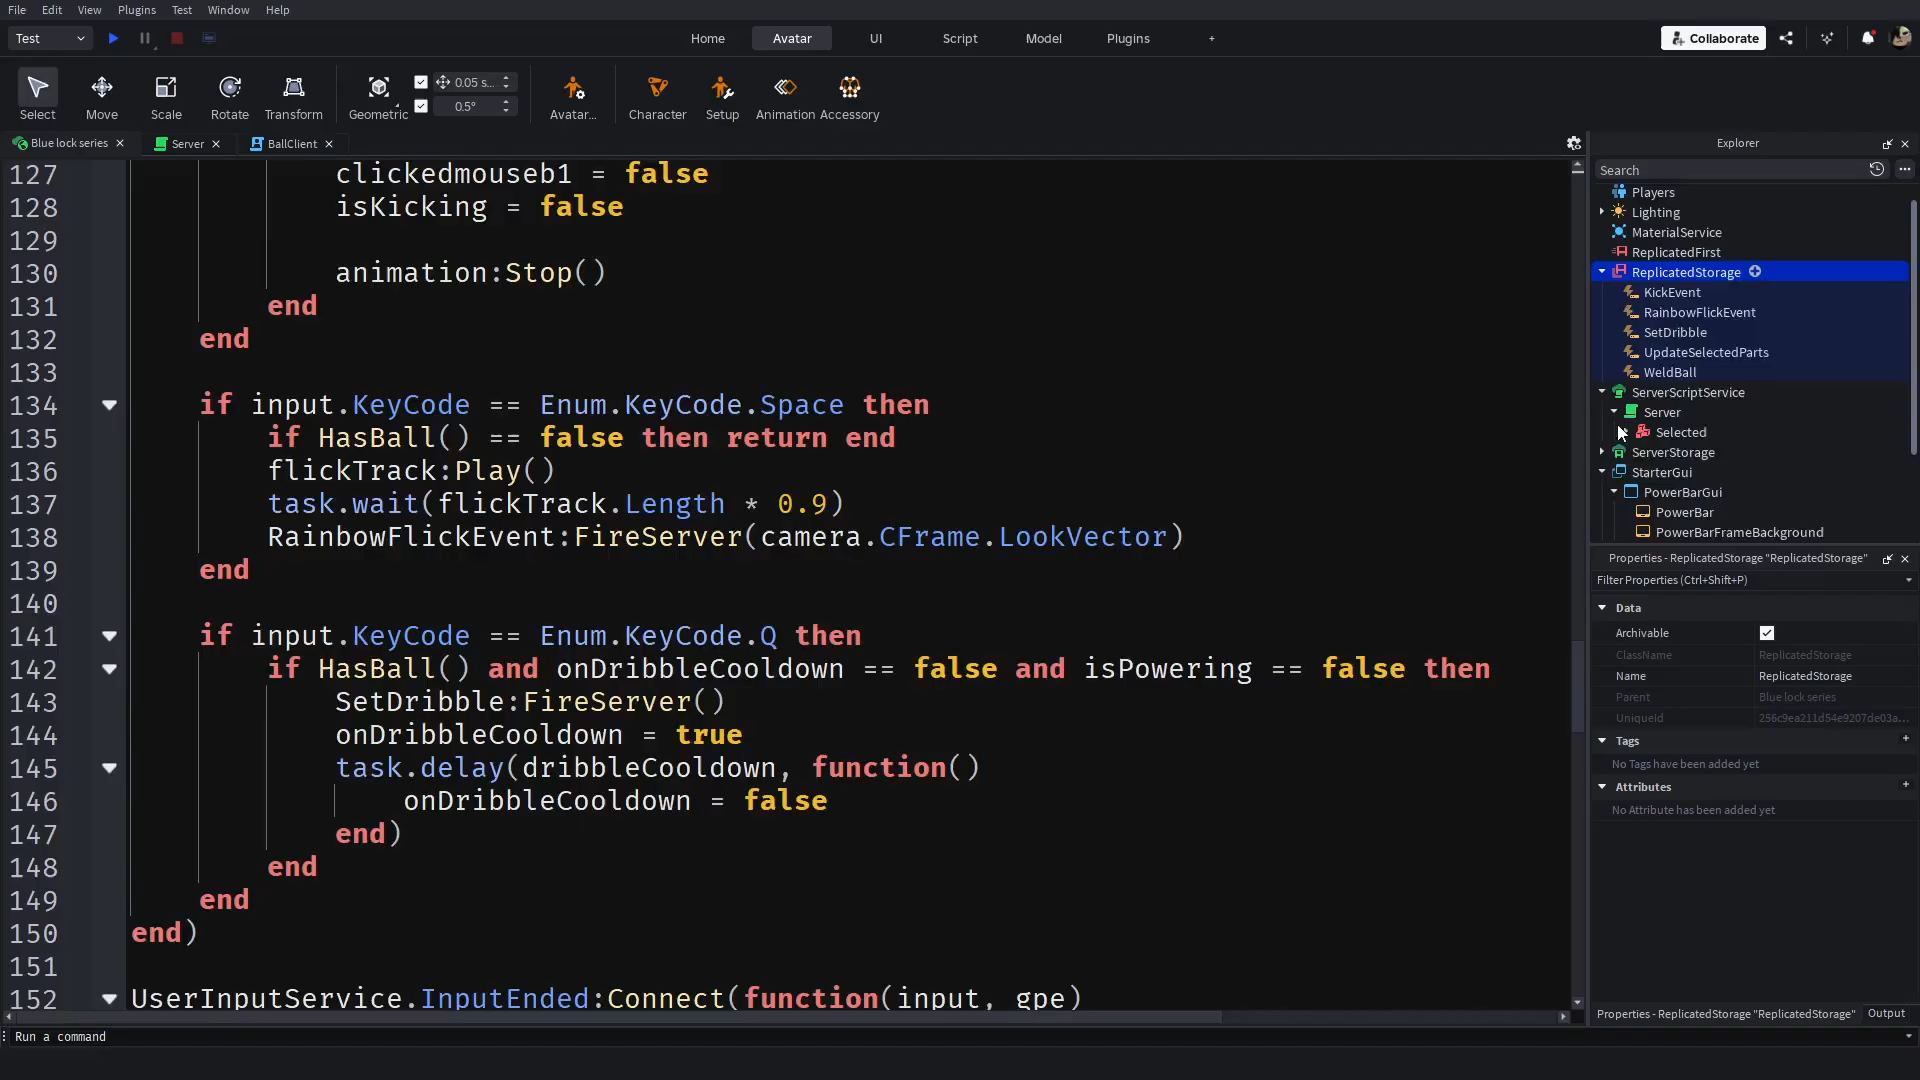 File Edit View Plugins Test Window Help
Test Home Avatar UI Script Model Plugins + Collaborate
0.05 s...
0.5°
Select Move Scale Rotate Transform Geometric Avatar... Character Setup Animation Accessory
Blue lock series Server BallClient
127 clickedmouseb1 = false
128 isKicking = false
129
130 animation:Stop()
131 end
132 end
133
134 if input.KeyCode == Enum.KeyCode.Space then
135 if HasBall() == false then return end
136 flickTrack:Play()
137 task.wait(flickTrack.Length * 0.9)
138 RainbowFlickEvent:FireServer(camera.CFrame.LookVector)
139 end
140
141 if input.KeyCode == Enum.KeyCode.Q then
142 if HasBall() and onDribbleCooldown == false and isPowering == false then
143 SetDribble:FireServer()
144 onDribbleCooldown = true
145 task.delay(dribbleCooldown, function()
146 onDribbleCooldown = false
147 end)
148 end
149 end
150 end)
151
152 UserInputService.InputEnded:Connect(function(input, gpe)
Run a command
Explorer
Search
Players
Lighting
MaterialService
ReplicatedFirst
ReplicatedStorage
KickEvent
RainbowFlickEvent
SetDribble
UpdateSelectedParts
WeldBall
ServerScriptService
Server
Selected
ServerStorage
StarterGui
PowerBarGui
PowerBar
PowerBarFrameBackground
Properties - ReplicatedStorage "ReplicatedStorage"
Filter Properties (Ctrl+Shift+P)
Data
Archivable
ClassName ReplicatedStorage
Name ReplicatedStorage
Parent Blue lock series
UniqueId 256c9ea211d54e9207de03a...
Tags +
No Tags have been added yet
Attributes +
No Attribute has been added yet
Properties - ReplicatedStorage "ReplicatedStorage" Output